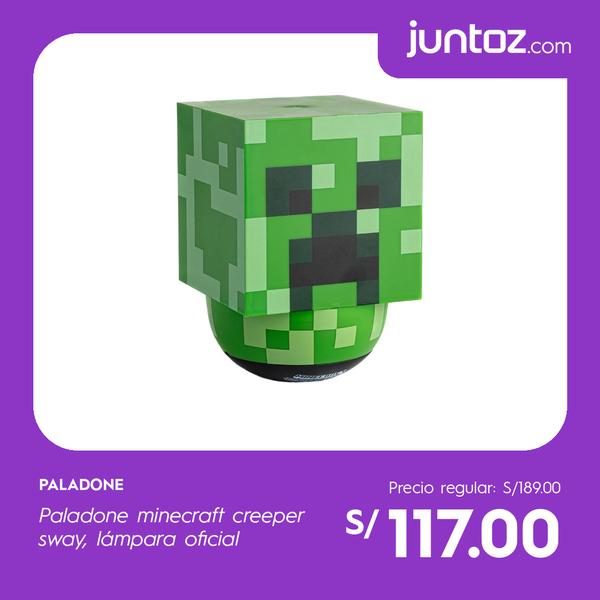 juntoz.com
PALADONE
Paladone minecraft creeper
sway, lámpara oficial
Precio regular: S/189.00
S/117.00